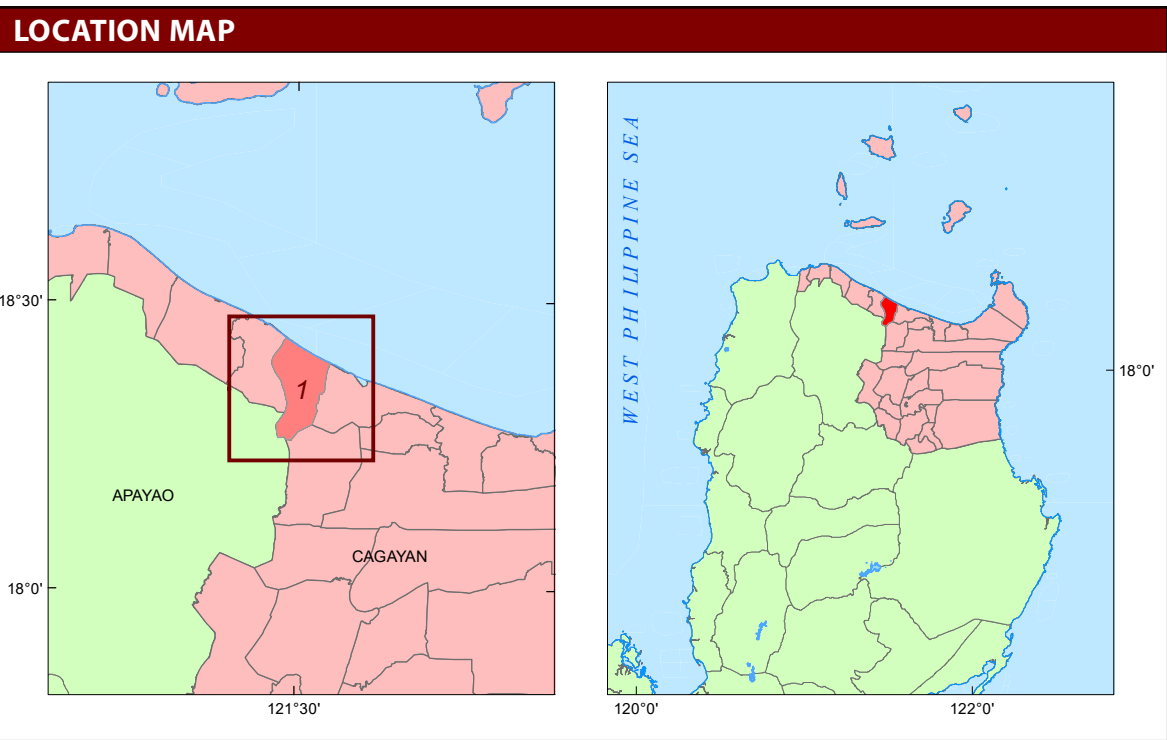 LOCATION MAP
18°30'
1
APAYAO
CAGAYAN
18°0'
121°30'
WEST PHILIPPINE SEA
18°0'
120°0'
122°0'